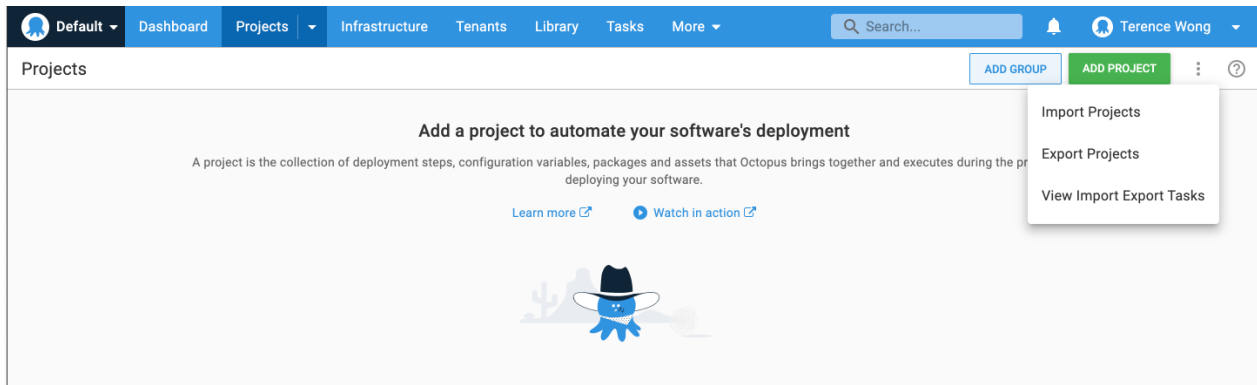 Default Dashboard Projects Infrastructure Tenants Library Tasks More Search... Terence Wong
Projects ADD GROUP ADD PROJECT
Import Projects
Export Projects
View Import Export Tasks
Add a project to automate your software's deployment
A project is the collection of deployment steps, configuration variables, packages and assets that Octopus brings together and executes during the
deploying your software.
Learn more Watch in action